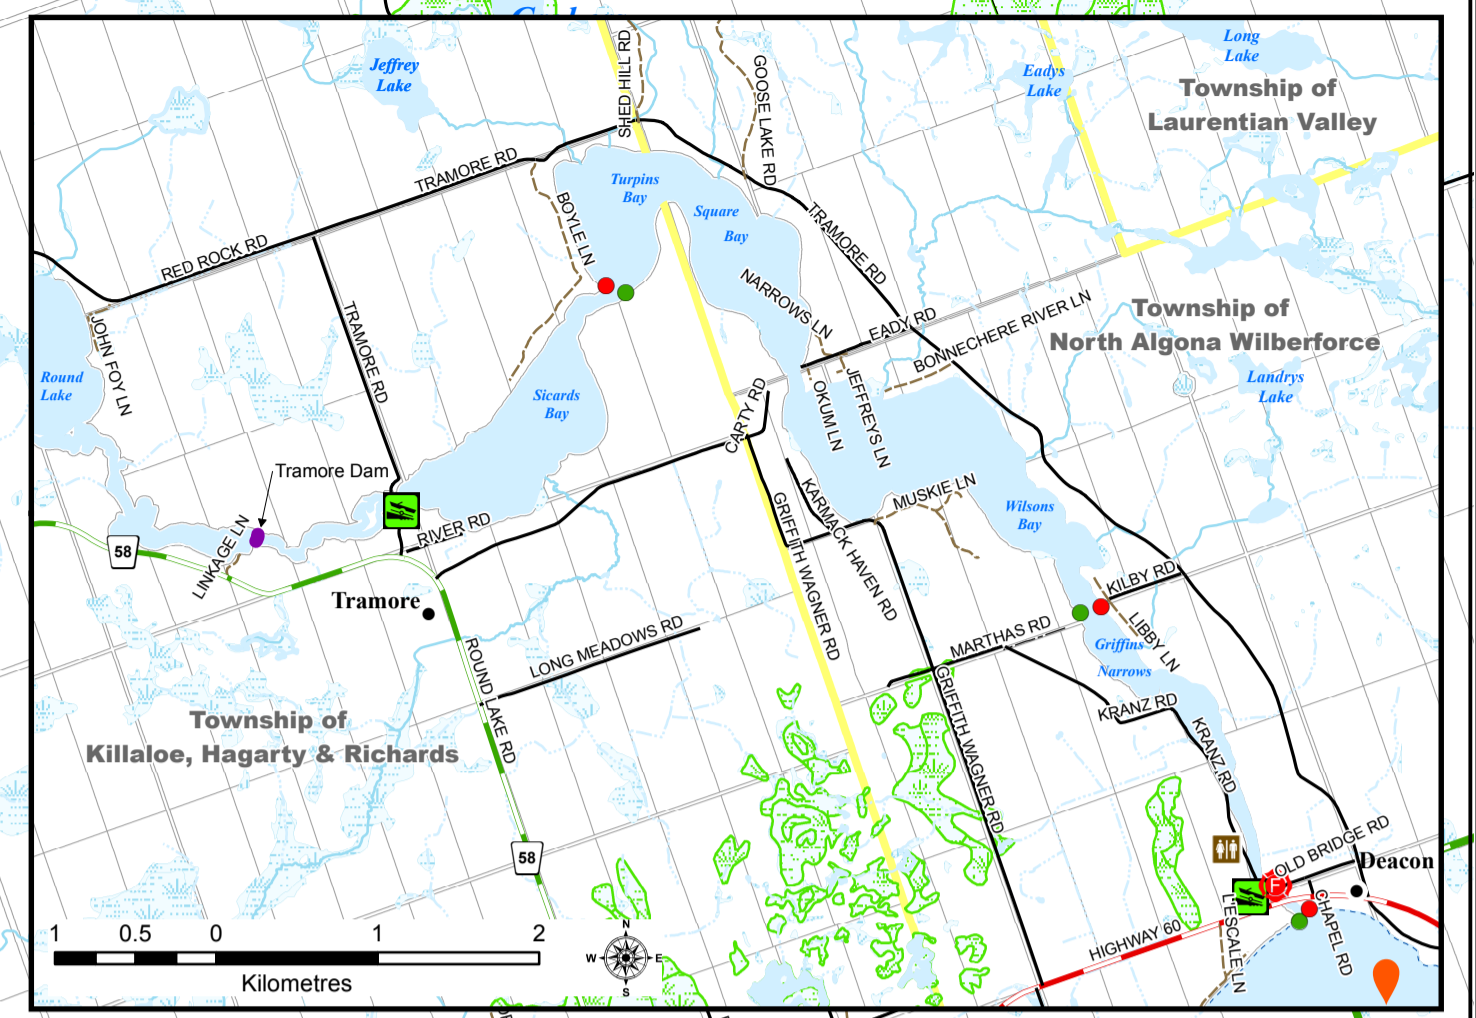 Jeffrey
Lake
SHED HILL RD
GOOSE LAKE RD
Eadys
Lake
Long
Lake
Township of
Laurentian Valley
TRAMORE RD
BOYLE LN
Turpins
Bay
Square
Bay
TRAMORE RD
RED ROCK RD
JOHN FOY LN
TRAMORE RD
NARROWS LN
EADY RD
BONNECHERE RIVER LN
Township of
North Algona Wilberforce
Round
Lake
Sicards
Bay
CARTY RD
OKUM LN
JEFFREYS LN
Landrys
Lake
Tramore Dam
LINKAGE LN
58
RIVER RD
GRIFFITH WAGNER RD
KARMACK HAVEN RD
MUSKIE LN
Wilsons
Bay
Tramore
ROUND LAKE RD
LONG MEADOWS RD
MARTHAS RD
KILBY RD
LIBBY LN
Griffins
Narrows
Township of
Killaloe, Hagarty & Richards
GRIFFITH WAGNER RD
KRANZ RD
KRANZ RD
58
OLD BRIDGE RD
Deacon
F
L'ESCALE LN
CHAPEL RD
HIGHWAY 60
1 0.5 0 1 2
Kilometres
N
W E
S